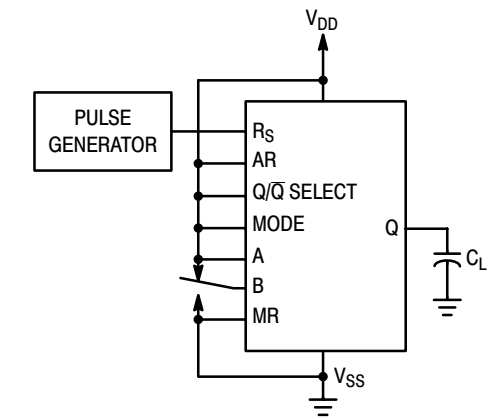 V_DD
PULSE
GENERATOR
R_S
AR
Q/Q̅ SELECT
MODE
A
B
MR
Q
C_L
V_SS